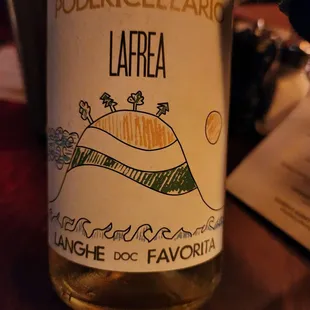 PODERICELLARIO
LAFREA
LANGHE DOC FAVORITA